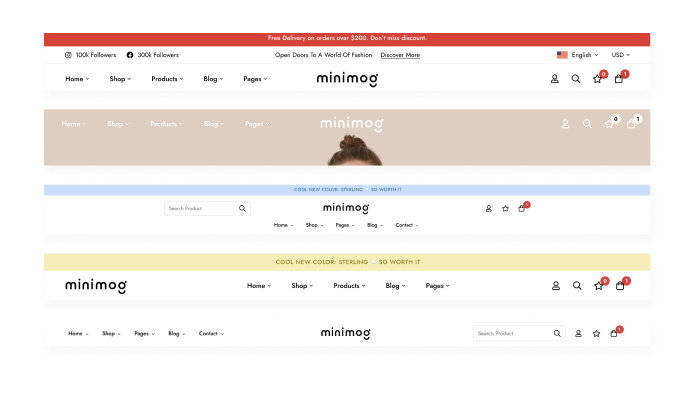 Free Delivery on orders over $200. Don't miss discount.
100k Followers 300k Followers Open Doors To A World Of Fashion Discover More English USD
Home Shop Products Blog Pages minimog 0 1
Home Shop Products Blog Pages minimog 0 1
COOL NEW COLOR: STERLING SO WORTH IT
Search Product minimog 1
Home Shop Pages Blog Contact
COOL NEW COLOR: STERLING SO WORTH IT
minimog Home Shop Products Blog Pages 0 1
Home Shop Pages Blog Contact minimog Search Product 1